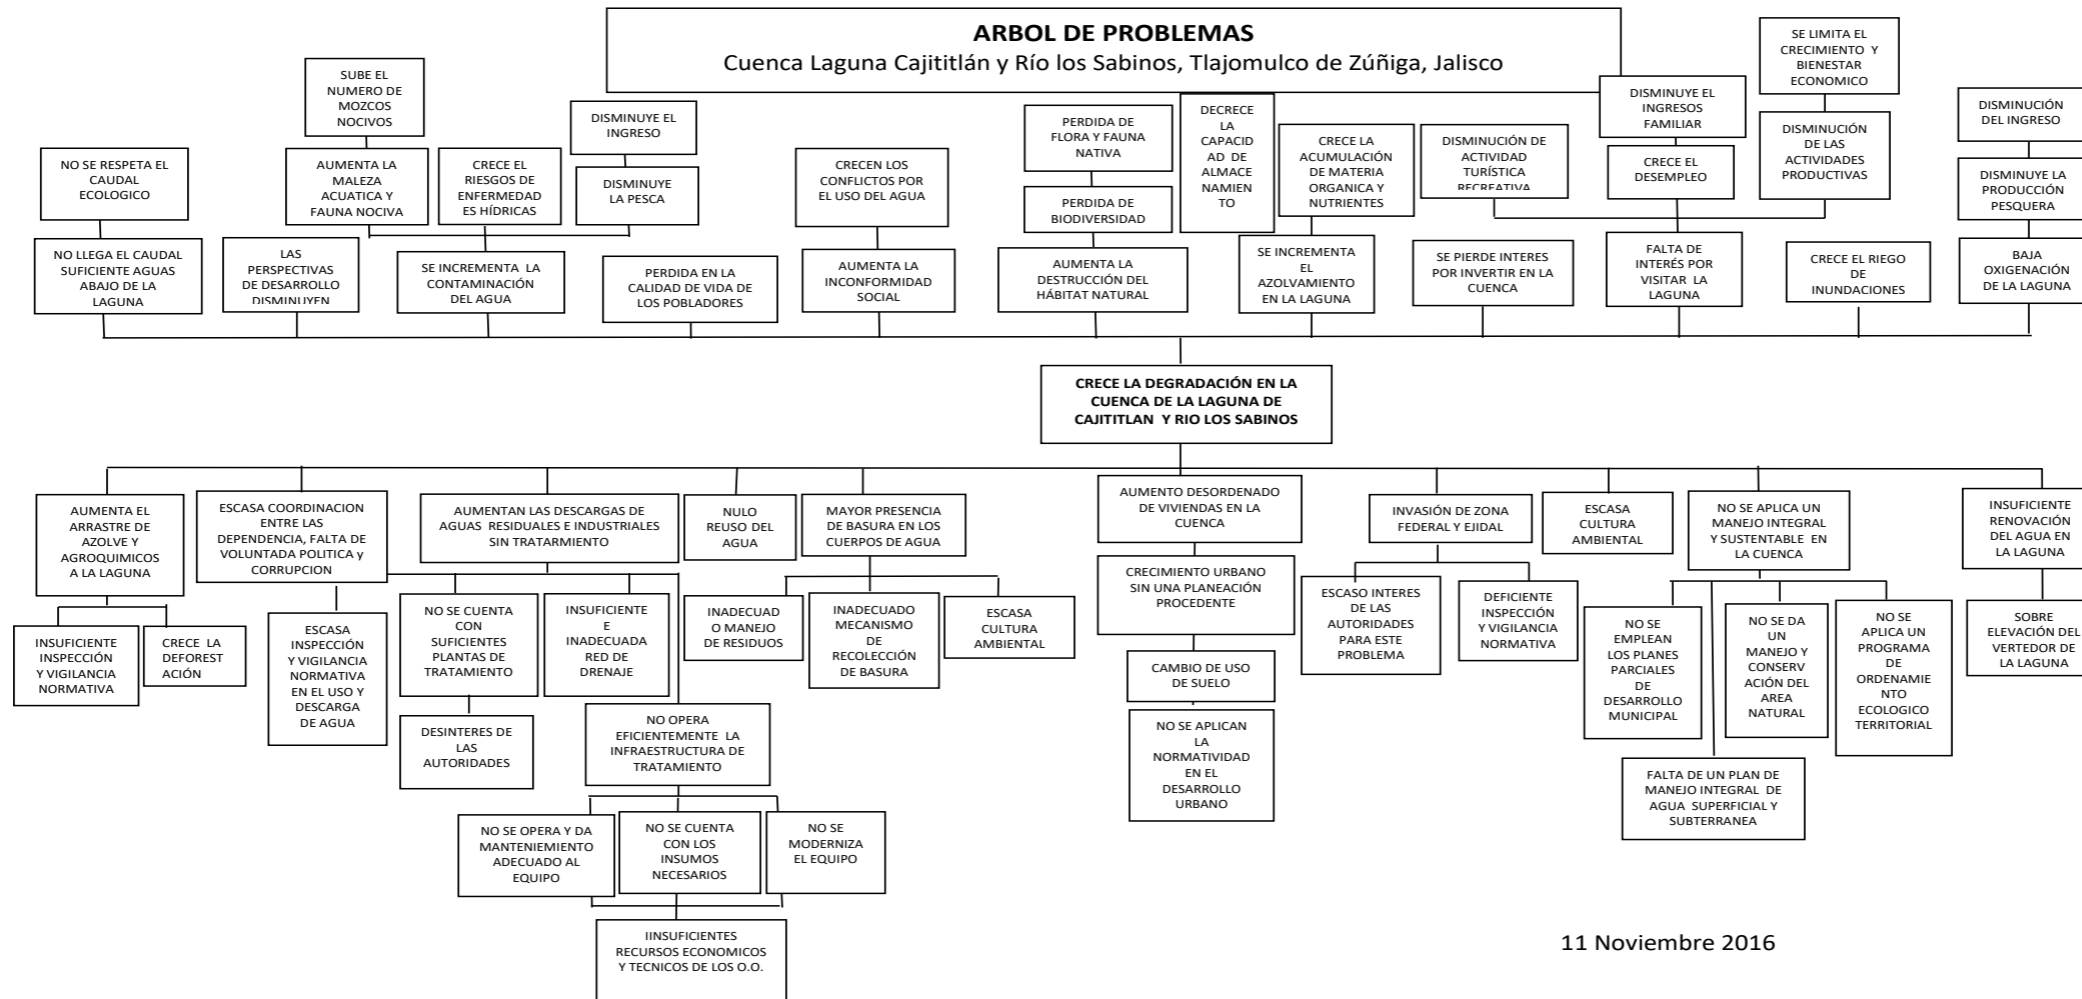 ARBOL DE PROBLEMAS
Cuenca Laguna Cajititlán y Río los Sabinos, Tlajomulco de Zúñiga, Jalisco
SE LIMITA EL
CRECIMIENTO Y
BIENESTAR
ECONOMICO
SUBE EL
NUMERO DE
MOZCOS
NOCIVOS
DISMINUYE EL
INGRESO
PERDIDA DE
FLORA Y FAUNA
NATIVA
DECRECE
LA
CAPACID
AD DE
ALMACE
NAMIEN
TO
CRECE LA
ACUMULACIÓN
DE MATERIA
ORGANICA Y
NUTRIENTES
DISMINUCIÓN DE
ACTIVIDAD
TURÍSTICA
RECREATIVA
DISMINUYE EL
INGRESOS
FAMILIAR
DISMINUCIÓN
DE LAS
ACTIVIDADES
PRODUCTIVAS
DISMINUCIÓN
DEL INGRESO
NO SE RESPETA EL
CAUDAL
ECOLOGICO
AUMENTA LA
MALEZA
ACUATICA Y
FAUNA NOCIVA
CRECE EL
RIESGOS DE
ENFERMEDAD
ES HÍDRICAS
DISMINUYE
LA PESCA
CRECEN LOS
CONFLICTOS POR
EL USO DEL AGUA
PERDIDA DE
BIODIVERSIDAD
CRECE EL
DESEMPLEO
DISMINUYE LA
PRODUCCIÓN
PESQUERA
NO LLEGA EL CAUDAL
SUFICIENTE AGUAS
ABAJO DE LA
LAGUNA
LAS
PERSPECTIVAS
DE DESARROLLO
DISMINUYEN
SE INCREMENTA LA
CONTAMINACIÓN
DEL AGUA
PERDIDA EN LA
CALIDAD DE VIDA DE
LOS POBLADORES
AUMENTA LA
INCONFORMIDAD
SOCIAL
AUMENTA LA
DESTRUCCIÓN DEL
HÁBITAT NATURAL
SE INCREMENTA
EL
AZOLVAMIENTO
EN LA LAGUNA
SE PIERDE INTERES
POR INVERTIR EN LA
CUENCA
FALTA DE
INTERÉS POR
VISITAR LA
LAGUNA
CRECE EL RIEGO
DE
INUNDACIONES
BAJA
OXIGENACIÓN
DE LA LAGUNA
CRECE LA DEGRADACIÓN EN LA
CUENCA DE LA LAGUNA DE
CAJITITLAN Y RIO LOS SABINOS
AUMENTA EL
ARRASTRE DE
AZOLVE Y
AGROQUIMICOS
A LA LAGUNA
ESCASA COORDINACION
ENTRE LAS
DEPENDENCIA, FALTA DE
VOLUNTADA POLITICA y
CORRUPCION
AUMENTAN LAS DESCARGAS DE
AGUAS RESIDUALES E INDUSTRIALES
SIN TRATARMIENTO
NULO
REUSO DEL
AGUA
MAYOR PRESENCIA
DE BASURA EN LOS
CUERPOS DE AGUA
AUMENTO DESORDENADO
DE VIVIENDAS EN LA
CUENCA
INVASIÓN DE ZONA
FEDERAL Y EJIDAL
ESCASA
CULTURA
AMBIENTAL
NO SE APLICA UN
MANEJO INTEGRAL
Y SUSTENTABLE EN
LA CUENCA
INSUFICIENTE
RENOVACIÓN
DEL AGUA EN
LA LAGUNA
INSUFICIENTE
INSPECCIÓN
Y VIGILANCIA
NORMATIVA
CRECE LA
DEFOREST
ACIÓN
ESCASA
INSPECCIÓN
Y VIGILANCIA
NORMATIVA
EN EL USO Y
DESCARGA
DE AGUA
NO SE CUENTA
CON
SUFICIENTES
PLANTAS DE
TRATAMIENTO
INSUFICIENTE
E
INADECUADA
RED DE
DRENAJE
INADECUAD
O MANEJO
DE RESIDUOS
INADECUADO
MECANISMO
DE
RECOLECCIÓN
DE BASURA
ESCASA
CULTURA
AMBIENTAL
CRECIMIENTO URBANO
SIN UNA PLANEACIÓN
PROCEDENTE
ESCASO INTERES
DE LAS
AUTORIDADES
PARA ESTE
PROBLEMA
DEFICIENTE
INSPECCIÓN
Y VIGILANCIA
NORMATIVA
NO SE
EMPLEAN
LOS PLANES
PARCIALES
DE
DESARROLLO
MUNICIPAL
NO SE DA
UN
MANEJO Y
CONSERV
ACIÓN DEL
AREA
NATURAL
NO SE
APLICA UN
PROGRAMA
DE
ORDENAMIE
NTO
ECOLOGICO
TERRITORIAL
SOBRE
ELEVACIÓN DEL
VERTEDOR DE
LA LAGUNA
DESINTERES DE
LAS
AUTORIDADES
NO OPERA
EFICIENTEMENTE LA
INFRAESTRUCTURA DE
TRATAMIENTO
CAMBIO DE USO
DE SUELO
NO SE APLICAN
LA
NORMATIVIDAD
EN EL
DESARROLLO
URBANO
FALTA DE UN PLAN DE
MANEJO INTEGRAL DE
AGUA SUPERFICIAL Y
SUBTERRANEA
NO SE OPERA Y DA
MANTENIEMIENTO
ADECUADO AL
EQUIPO
NO SE CUENTA
CON LOS
INSUMOS
NECESARIOS
NO SE
MODERNIZA
EL EQUIPO
IINSUFICIENTES
RECURSOS ECONOMICOS
Y TECNICOS DE LOS O.O.
11 Noviembre 2016